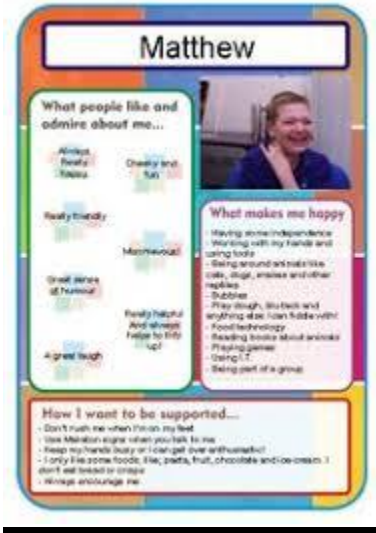 Matthew
What people like and
admire about me...
Always
Really
happy
Cheeky and
fun
Really friendly
Great sense
of humour
Really helpful
And always
helps to tidy
up!
A great laugh
What makes me happy
- Having some independence
- Working with my hands and
using tools
- Being around animals like
cats, dogs, snakes and other
reptiles
- Bubbles
- Play dough, blu-tack and
anything else I can fiddle with!
- Food technology
- Reading books about animals
- Playing games
- Using I.T.
- Being part of a group
How I want to be supported...
- Don't rush me when I'm on my feet
- Use Makaton signs when you talk to me
- Keep my hands busy or I can get over enthusiastic!
- I only like some foods, like; pasta, fruit, chocolate and ice-cream. I
don't eat bread or crisps
- Always encourage me